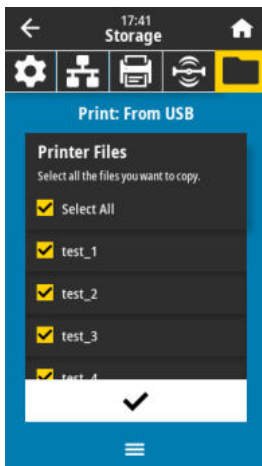 17:41
Storage
Print: From USB
Printer Files
Select all the files you want to copy.
Select All
test_1
test_2
test_3
test_4